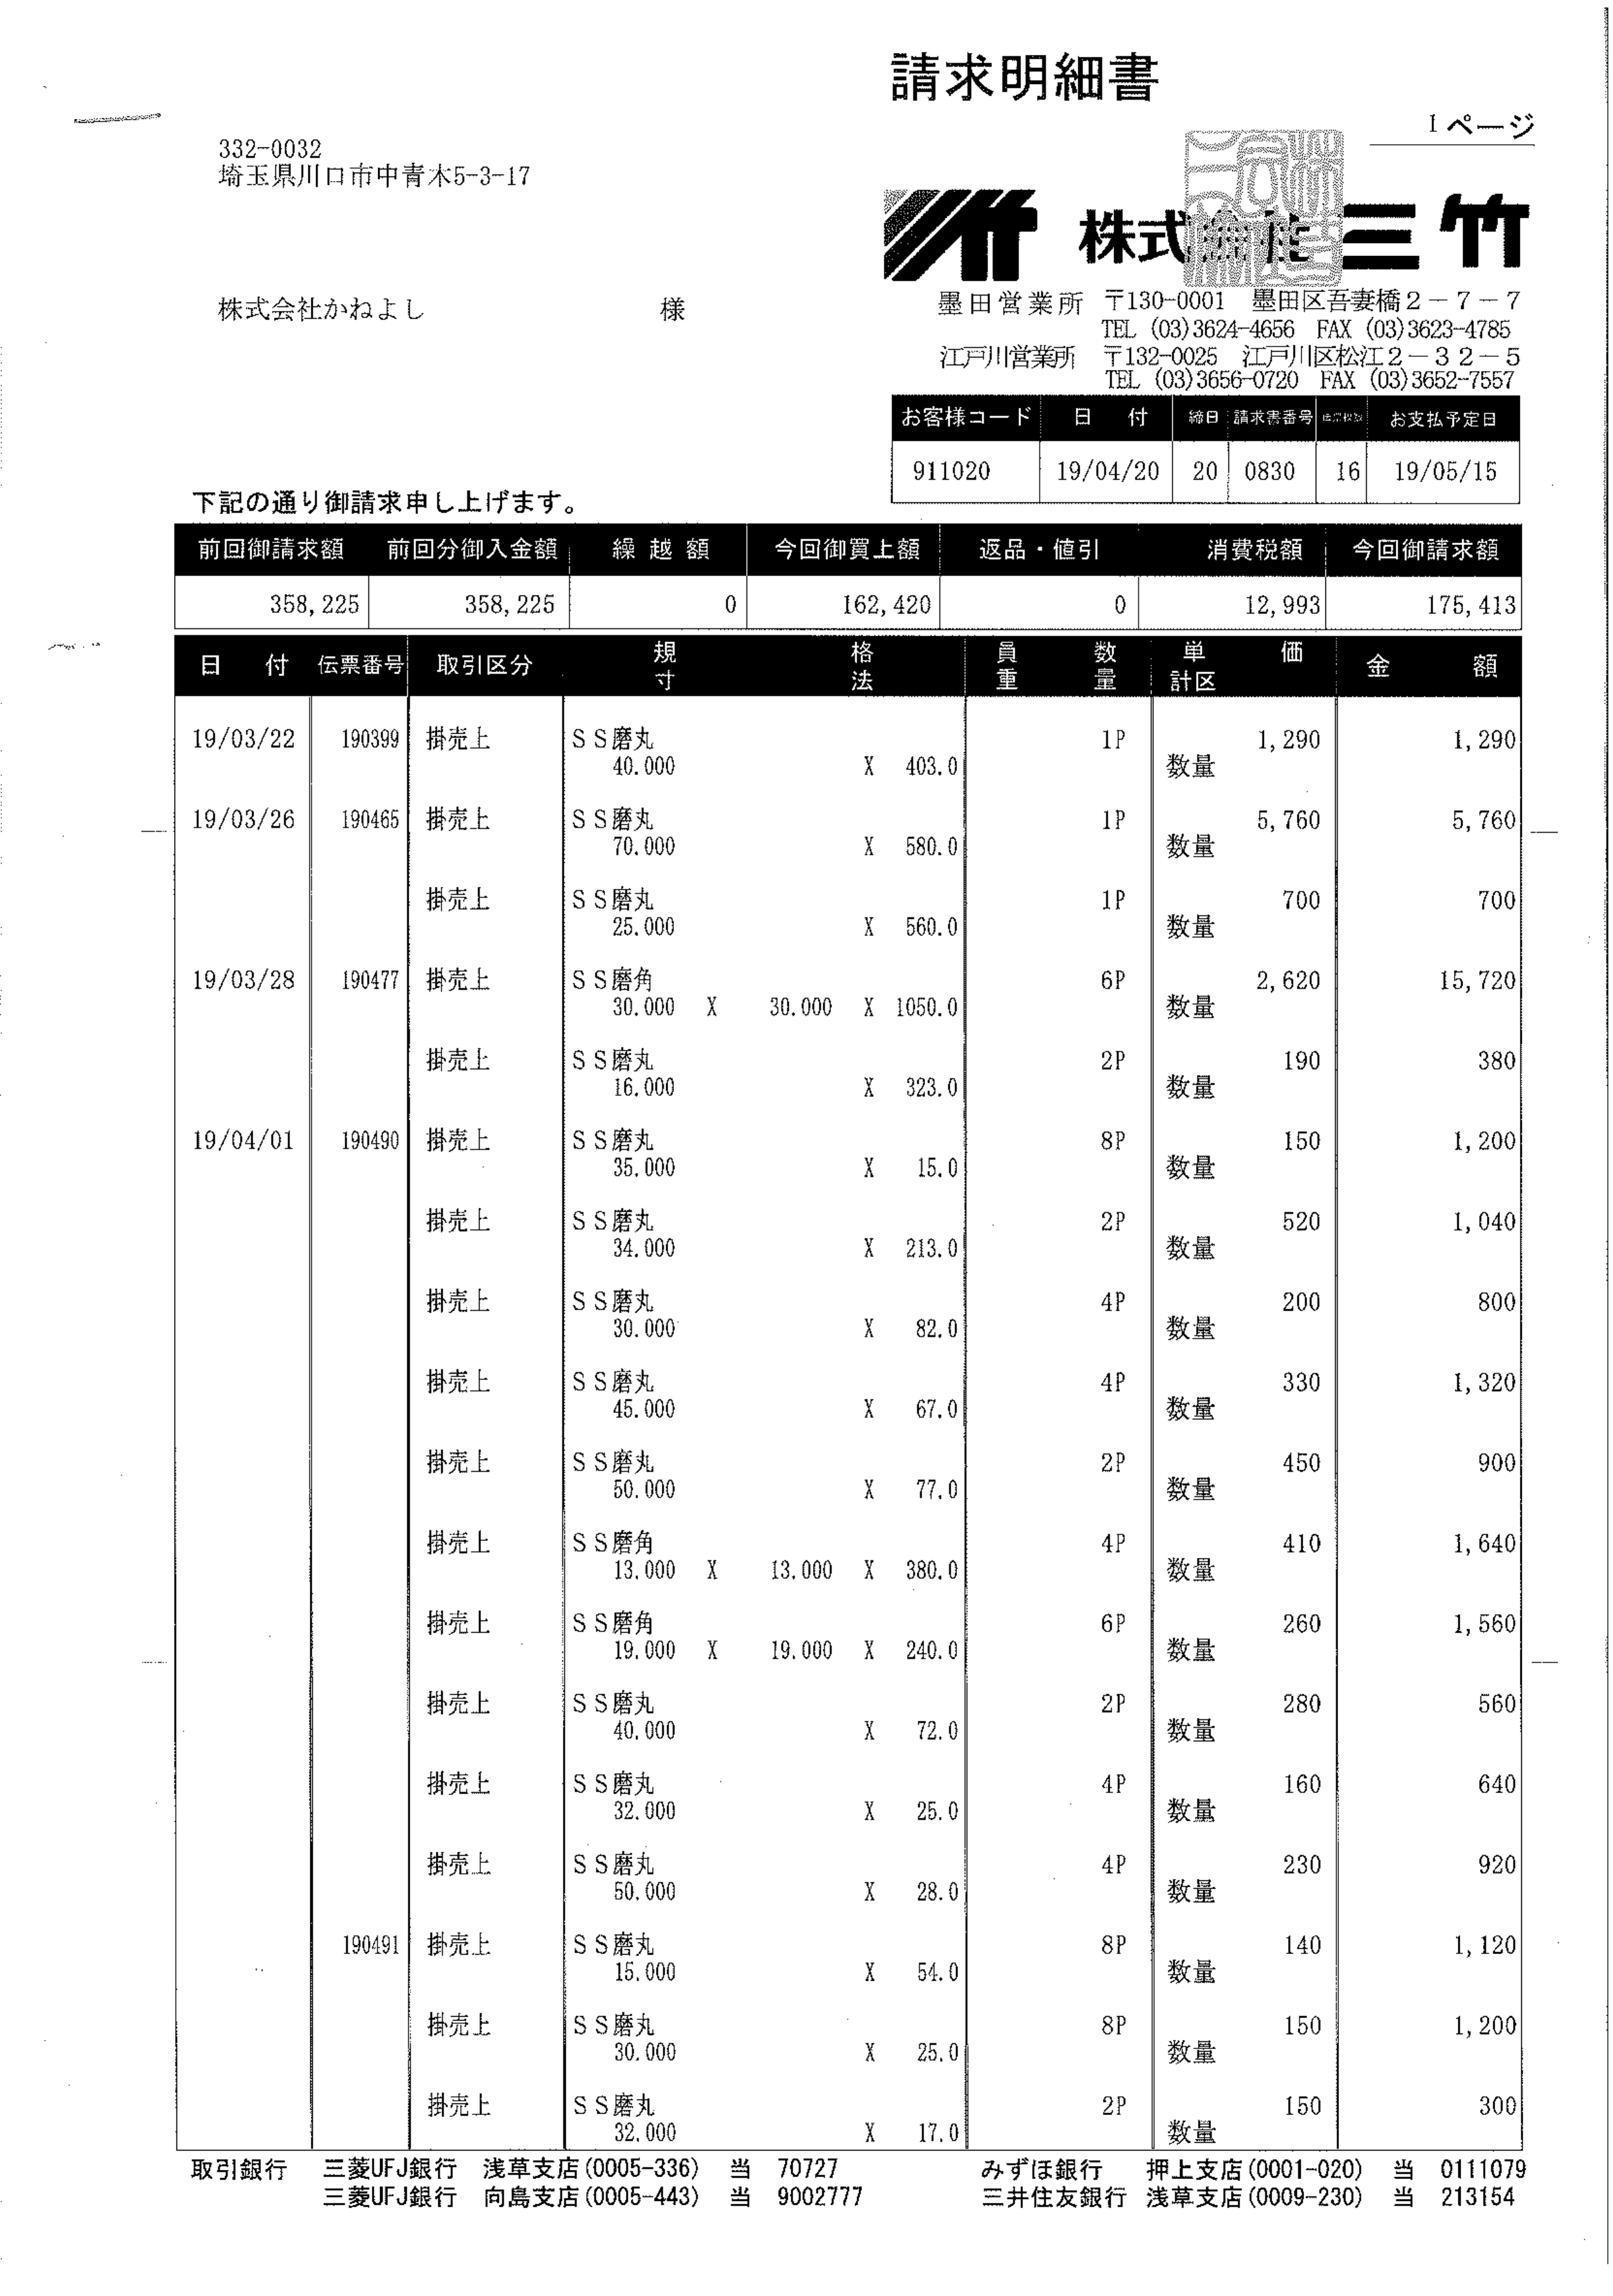 請求明細書
1ページ
332-0032
埼玉県川口市中青木5-3-17
株式会社三竹
株式会社かねよし 様
墨田営業所 〒130-0001 墨田区吾妻橋2-7-7
TEL (03)3624-4656 FAX (03)3623-4785
江戸川営業所 〒132-0025 江戸川区松江2-32-5
TEL (03)3656-0720 FAX (03)3652-7557
お客様コード 日 付 締日 請求書番号 お支払予定日
911020 19/04/20 20 0830 16 19/05/15
下記の通り御請求申し上げます。
前回御請求額 前回分御入金額 繰越額 今回御買上額 返品・値引 消費税額 今回御請求額
358,225 358,225 0 162,420 0 12,993 175,413
日 付 伝票番号 取引区分 規 格 員 数 単 価 金 額
寸 法 重 量 計区
19/03/22 190399 掛売上 SS磨丸 1P 1,290 1,290
40.000 X 403.0 数量
19/03/26 190465 掛売上 SS磨丸 1P 5,760 5,760
70.000 X 580.0 数量
掛売上 SS磨丸 1P 700 700
25.000 X 560.0 数量
19/03/28 190477 掛売上 SS磨角 6P 2,620 15,720
30.000 X 30.000 X 1050.0 数量
掛売上 SS磨丸 2P 190 380
16.000 X 323.0 数量
19/04/01 190490 掛売上 SS磨丸 8P 150 1,200
35.000 X 15.0 数量
掛売上 SS磨丸 2P 520 1,040
34.000 X 213.0 数量
掛売上 SS磨丸 4P 200 800
30.000 X 82.0 数量
掛売上 SS磨丸 4P 330 1,320
45.000 X 67.0 数量
掛売上 SS磨丸 2P 450 900
50.000 X 77.0 数量
掛売上 SS磨角 4P 410 1,640
13.000 X 13.000 X 380.0 数量
掛売上 SS磨角 6P 260 1,560
19.000 X 19.000 X 240.0 数量
掛売上 SS磨丸 2P 280 560
40.000 X 72.0 数量
掛売上 SS磨丸 4P 160 640
32.000 X 25.0 数量
掛売上 SS磨丸 4P 230 920
50.000 X 28.0 数量
190491 掛売上 SS磨丸 8P 140 1,120
15.000 X 54.0 数量
掛売上 SS磨丸 8P 150 1,200
30.000 X 25.0 数量
掛売上 SS磨丸 2P 150 300
32.000 X 17.0 数量
取引銀行 三菱UFJ銀行 浅草支店(0005-336) 当 70727 みずほ銀行 押上支店(0001-020) 当 0111079
三菱UFJ銀行 向島支店(0005-443) 当 9002777 三井住友銀行 浅草支店(0009-230) 当 213154